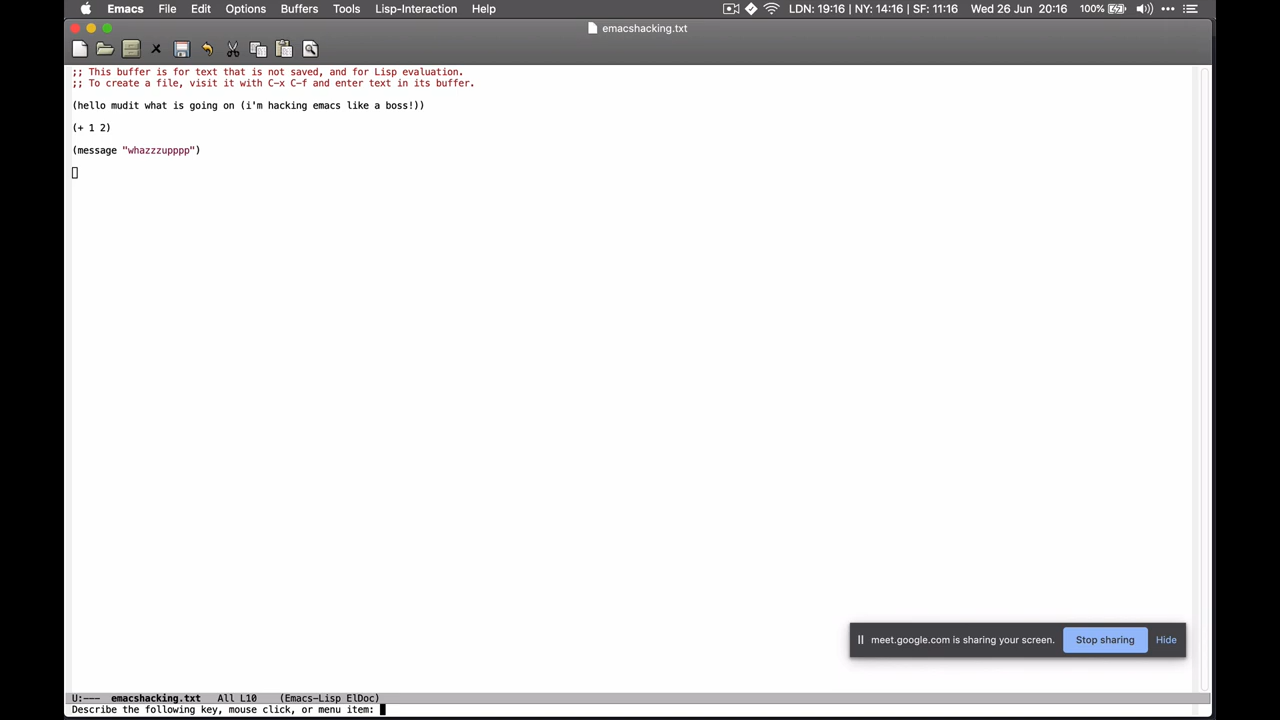 Emacs File Edit Options Buffers Tools Lisp-Interaction Help LDN: 19:16 | NY: 14:16 | SF: 11:16 Wed 26 Jun 20:16 100%
emacshacking.txt
;; This buffer is for text that is not saved, and for Lisp evaluation.
;; To create a file, visit it with C-x C-f and enter text in its buffer.
(hello mudit what is going on (i'm hacking emacs like a boss!))
(+ 1 2)
(message "whazzzupppp")
meet.google.com is sharing your screen. Stop sharing Hide
U:--- emacshacking.txt All L10 (Emacs-Lisp ElDoc)
Describe the following key, mouse click, or menu item: